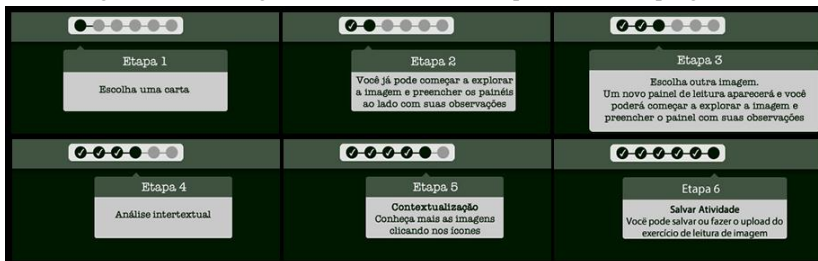 Etapa 1
Escolha uma carta
Etapa 2
Você já pode começar a explorar
a imagem e preencher os painéis
ao lado com suas observações
Etapa 3
Escolha outra imagem.
Um novo painel de leitura aparecerá e você
poderá começar a explorar a imagem e
preencher o painel com suas observações
Etapa 4
Análise intertextual
Etapa 5
Contextualização
Conheça mais as imagens
clicando nos ícones
Etapa 6
Salvar Atividade
Você pode salvar ou fazer o upload do
exercício de leitura de imagem